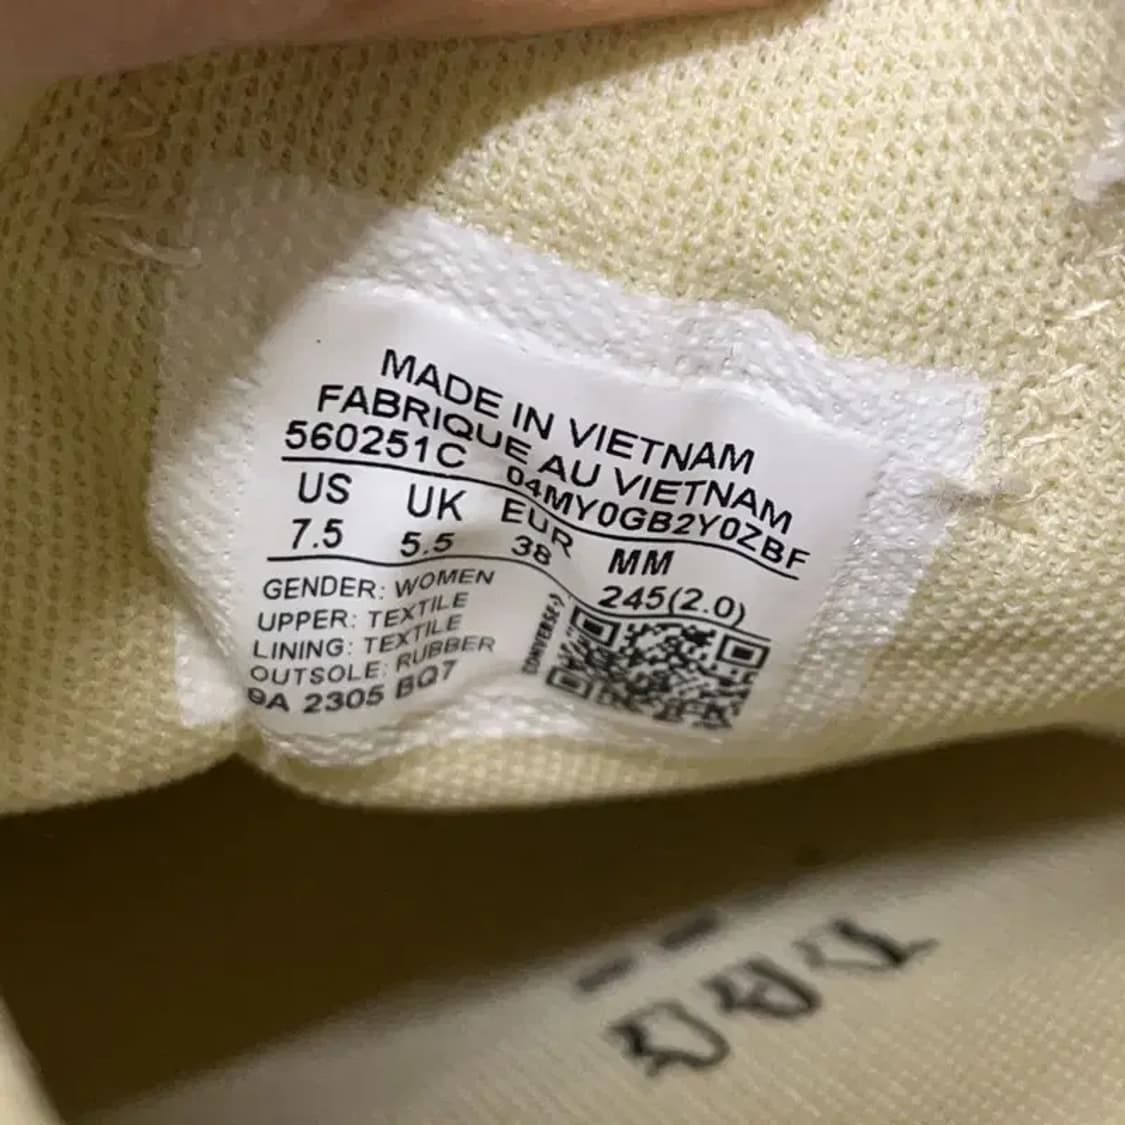 MADE IN VIETNAM
FABRIQUE AU VIETNAM
560251C 04MY0GB2Y0ZBF
US UK EUR MM
7.5 5.5 38 245(2.0)
GENDER: WOMEN
UPPER: TEXTILE
LINING: TEXTILE
OUTSOLE: RUBBER
9A 2305 BQ7
CONVERSE